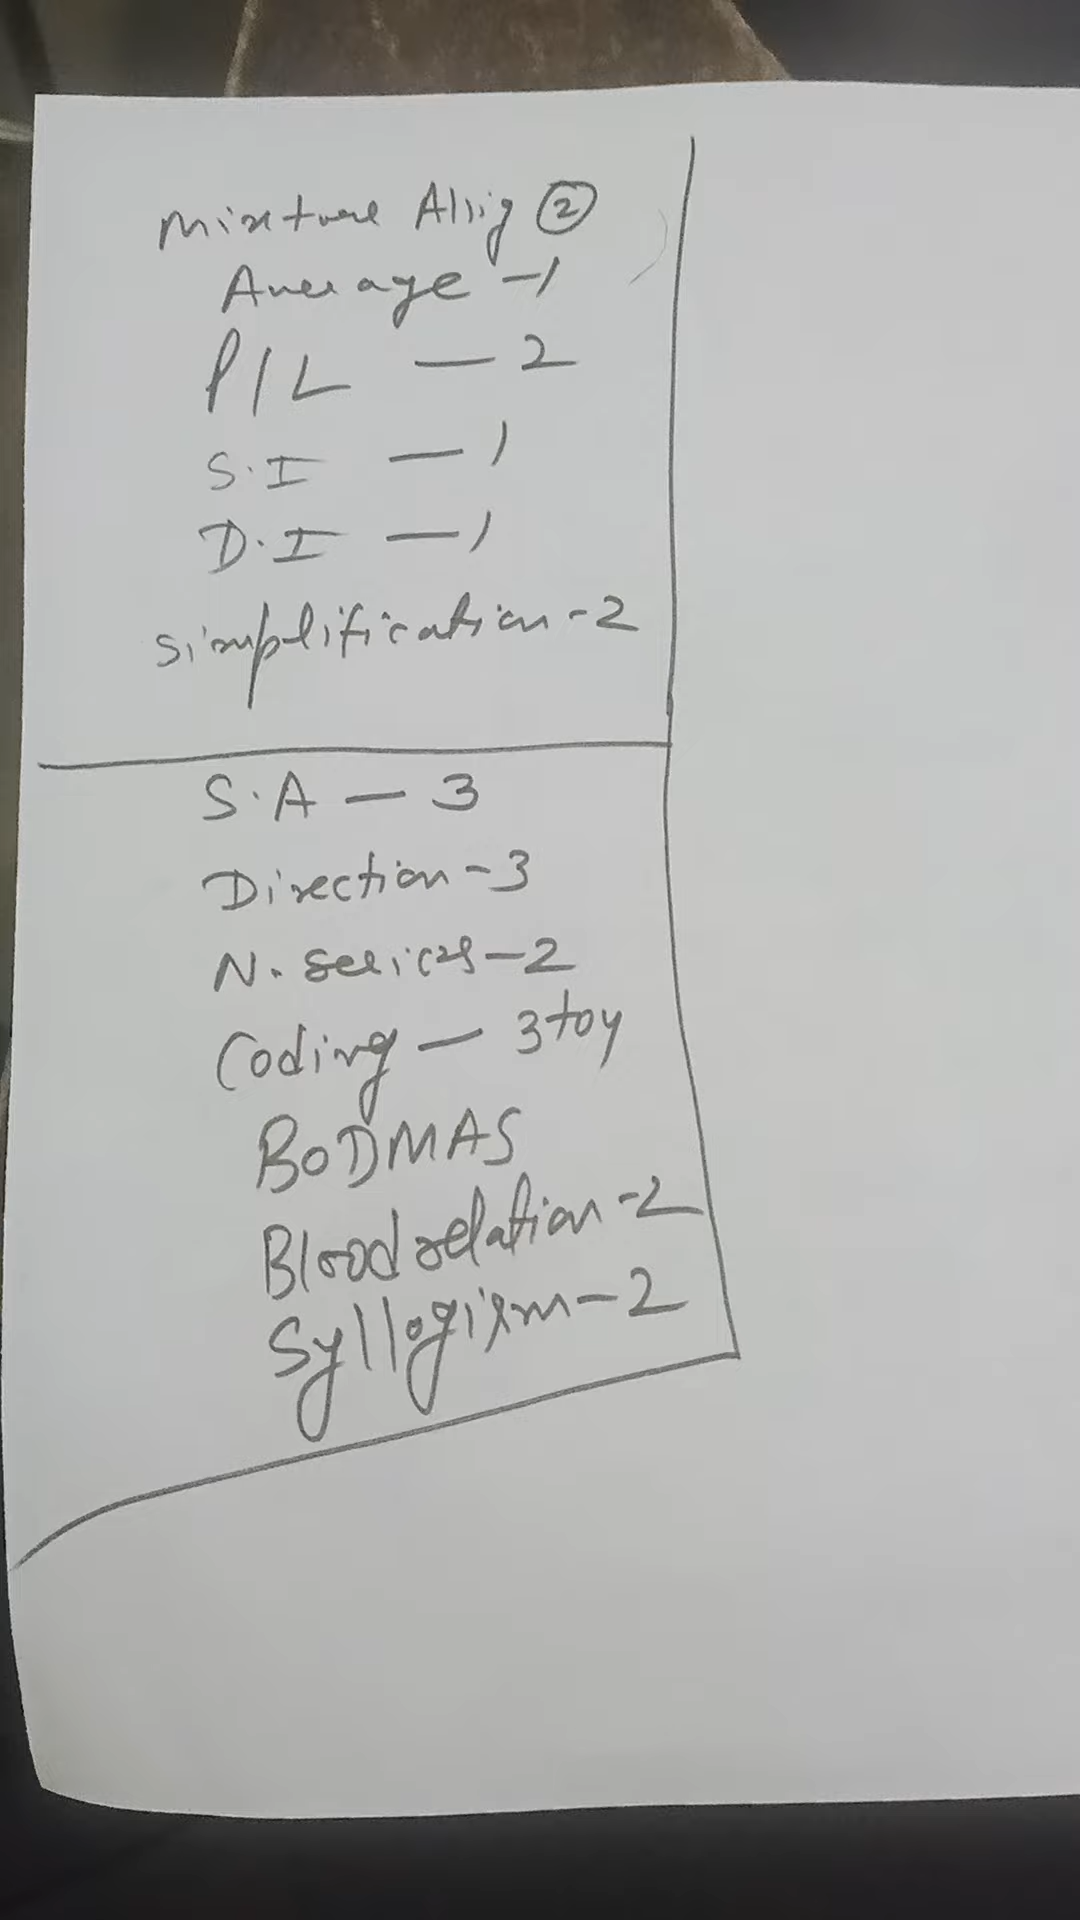 Mixture Allig ②
Average - 1
P/L — 2
S.I — 1
D.I — 1
Simplification - 2
S.A — 3
Direction - 3
N. Series - 2
Coding — 3 to 4
BODMAS
Blood relation - 2
Syllogism - 2